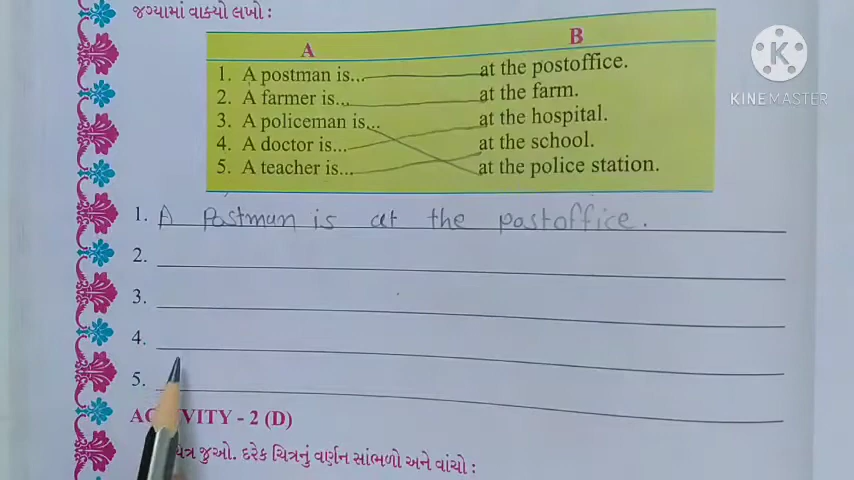 જગ્યામાં વાક્યો લખો :
A B
1. A postman is... at the postoffice.
2. A farmer is... at the farm.
3. A policeman is... at the hospital.
4. A doctor is... at the school.
5. A teacher is... at the police station.
K
KINEMASTER
1. A Postman is at the postoffice.
2.
3.
4.
5.
ACTIVITY - 2 (D)
જુઓ. દરેક ચિત્રનું વર્ણન સાંભળો અને વાંચો :